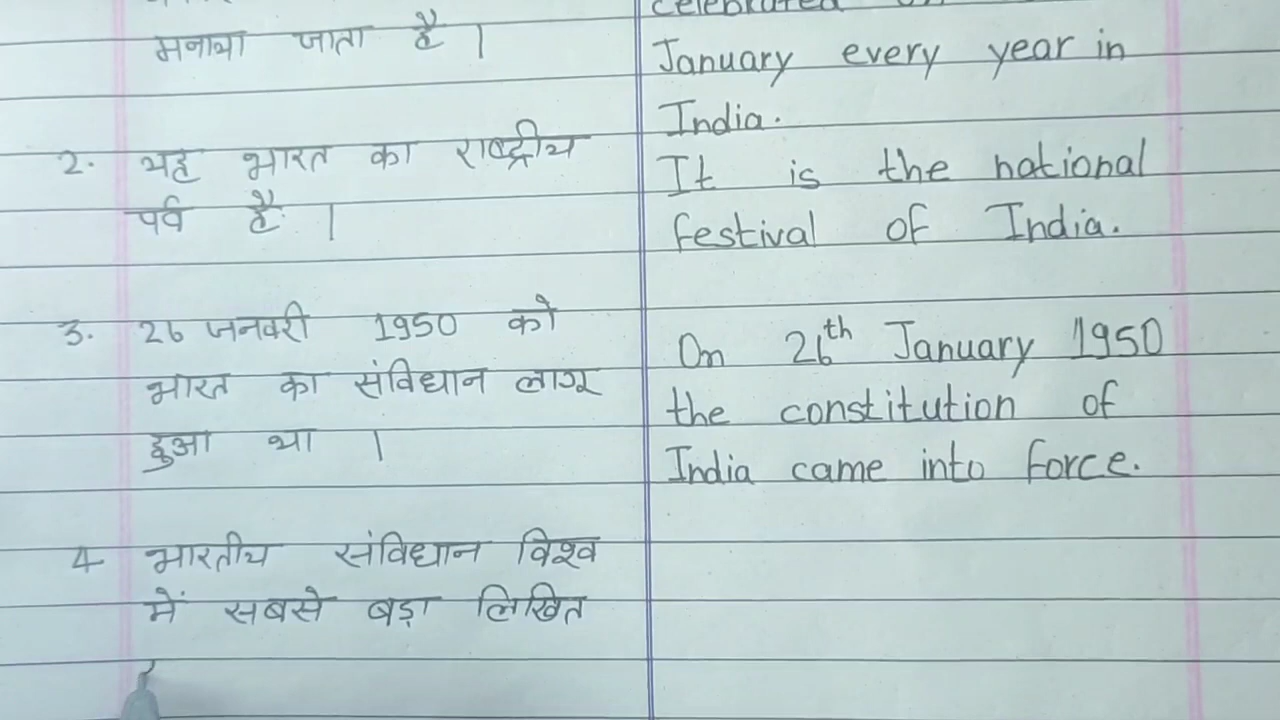 मनाया जाता है ।
2. यह भारत का राष्ट्रीय
पर्व है ।
3. 26 जनवरी 1950 को
भारत का संविधान लागू
हुआ था ।
4 भारतीय संविधान विश्व
में सबसे बड़ा लिखित
celebrated
January every year in
India.
It is the national
festival of India.
On 26th January 1950
the constitution of
India came into force.